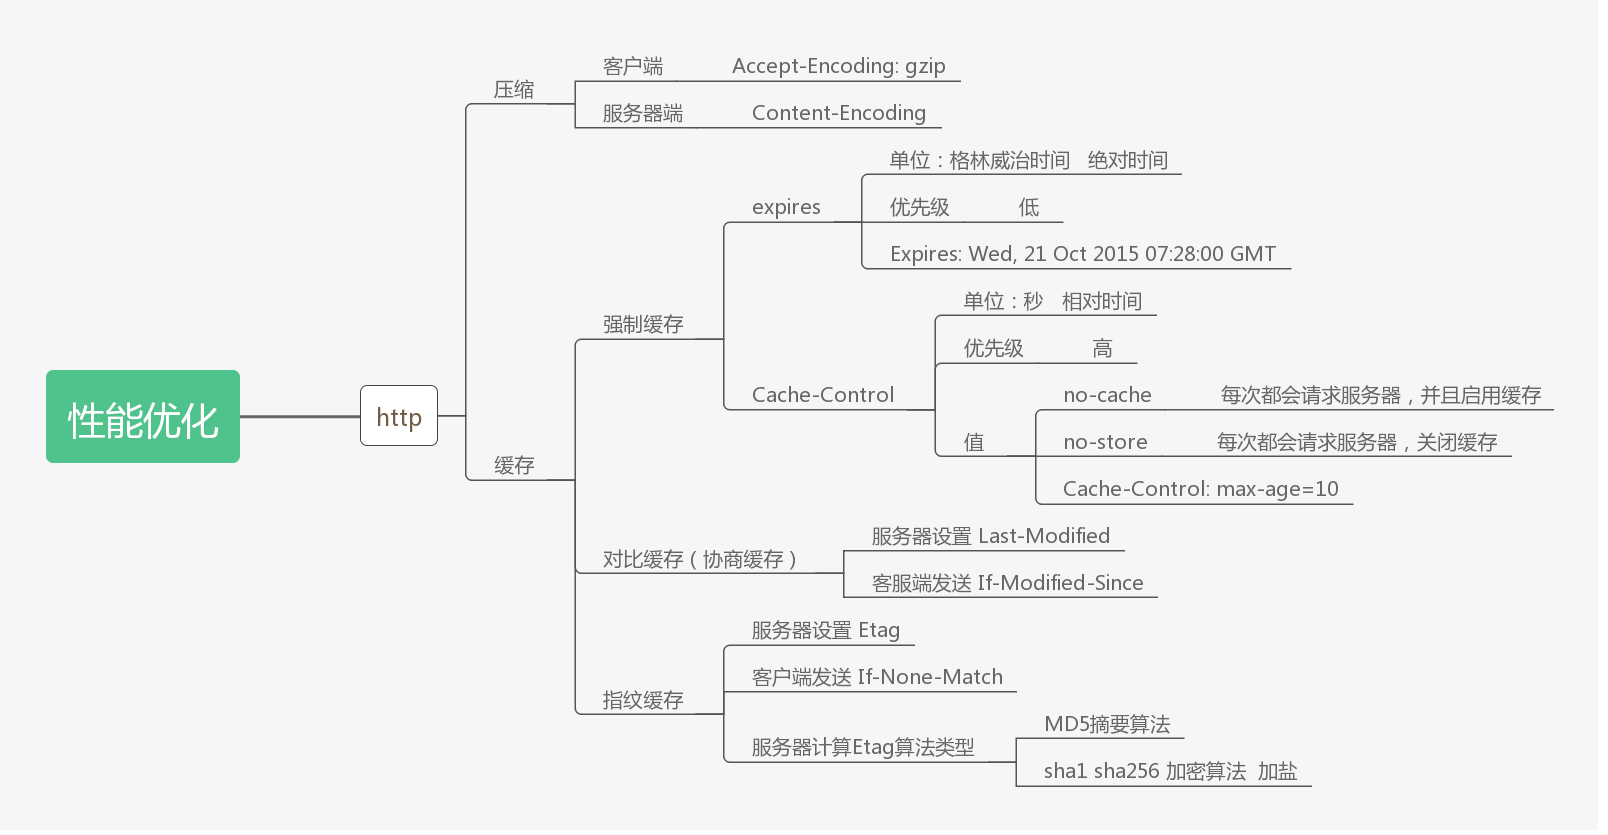 性能优化
http
压缩
客户端 Accept-Encoding: gzip
服务器端 Content-Encoding
缓存
强制缓存
expires
单位：格林威治时间 绝对时间
优先级 低
Expires: Wed, 21 Oct 2015 07:28:00 GMT
Cache-Control
单位：秒 相对时间
优先级 高
值
no-cache 每次都会请求服务器，并且启用缓存
no-store 每次都会请求服务器，关闭缓存
Cache-Control: max-age=10
对比缓存（协商缓存）
服务器设置 Last-Modified
客服端发送 If-Modified-Since
指纹缓存
服务器设置 Etag
客户端发送 If-None-Match
服务器计算Etag算法类型
MD5摘要算法
sha1 sha256 加密算法 加盐